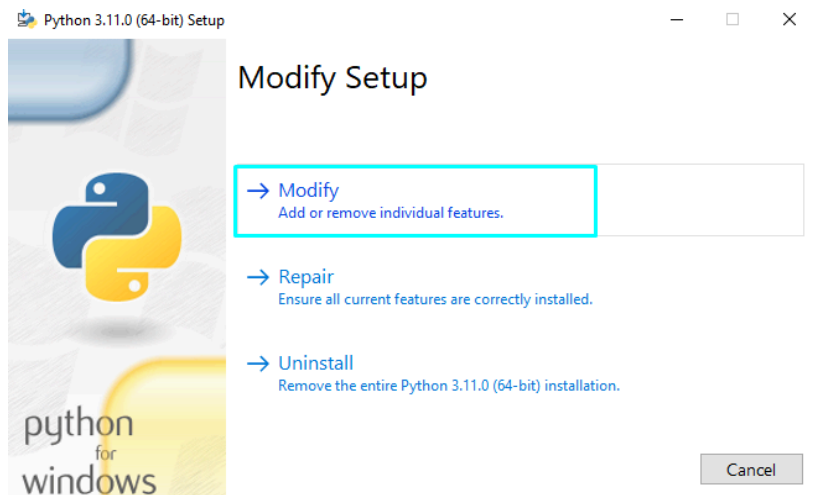 Python 3.11.0 (64-bit) Setup
Modify Setup
Modify
Add or remove individual features.
Repair
Ensure all current features are correctly installed.
Uninstall
Remove the entire Python 3.11.0 (64-bit) installation.
python
for
windows
Cancel